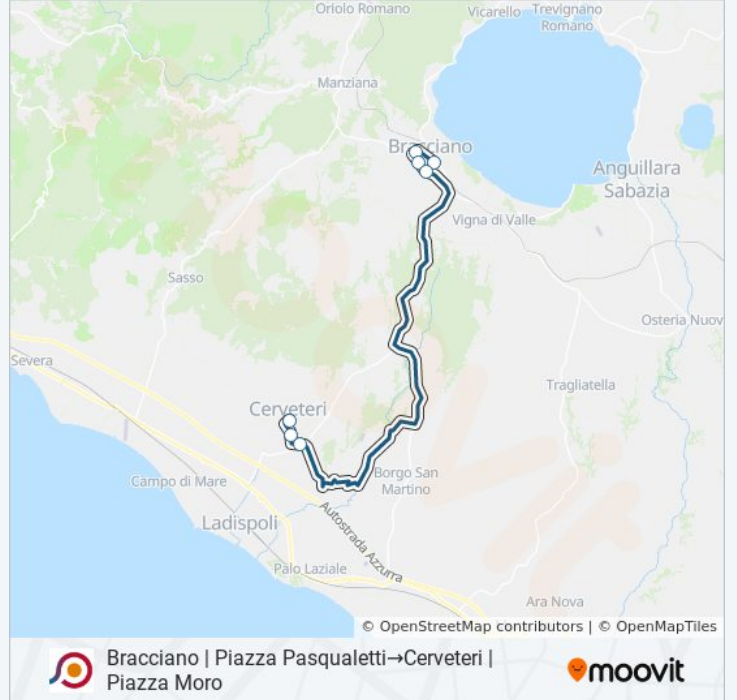 Oriolo Romano
Vicarello
Trevignano
Romano
Manziana
Bracciano
Anguillara
Sabazia
Vigna di Valle
Sasso
Osteria Nuov
Severa
Tragliatella
Cerveteri
Borgo San
Martino
Campo di Mare
Ladispoli
Autostrada Azzurra
Palo Laziale
Ara Nova
© OpenStreetMap contributors | © OpenMapTiles
Bracciano | Piazza Pasqualetti→Cerveteri |
Piazza Moro
moovit